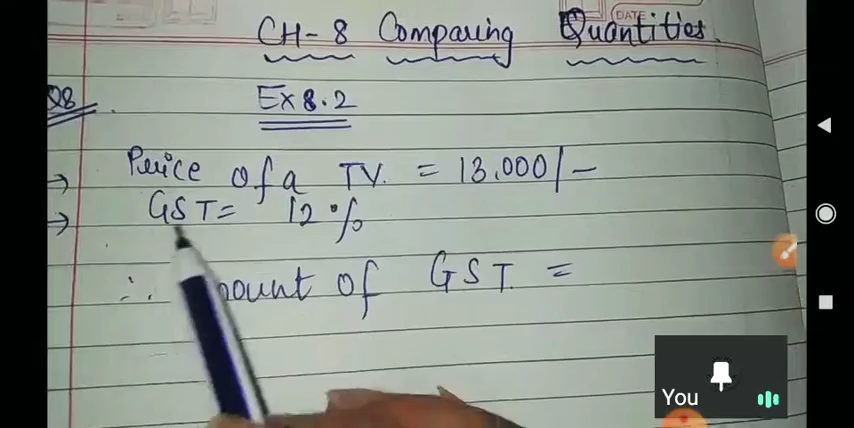 DATE
CH-8 Comparing Quantities.
Q8.
Ex 8.2
→ Price of a TV. = 13,000/-
→ GST = 12%
∴ mount of GST. =
You